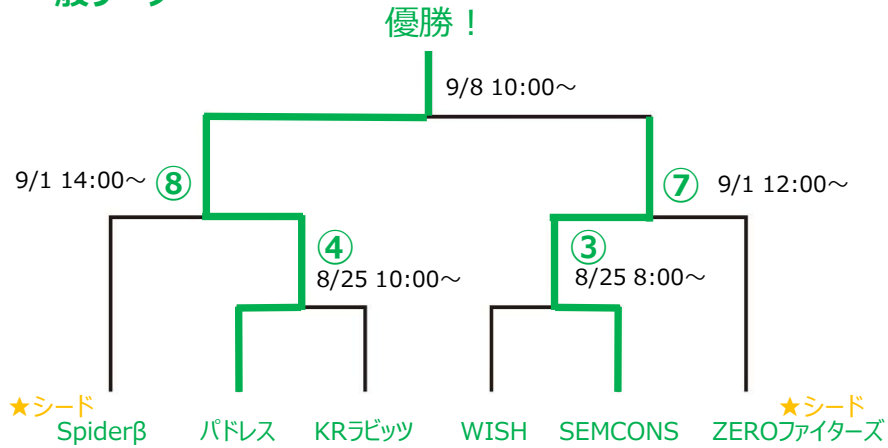 優勝！
9/8 10:00～
9/1 14:00～ ⑧
⑦ 9/1 12:00～
④
8/25 10:00～
③
8/25 8:00～
★シード
★シード
Spiderβ パドレス KRラビッツ WISH SEMCONS ZEROファイターズ